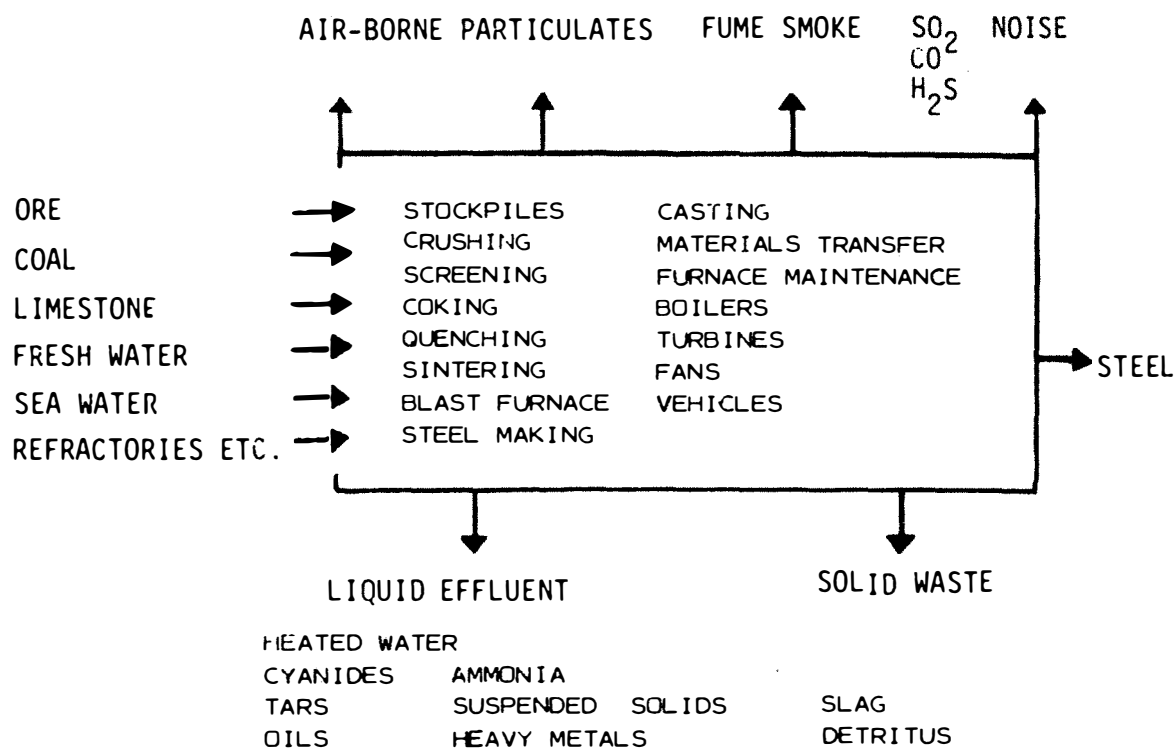 AIR-BORNE PARTICULATES FUME SMOKE SO2 NOISE
CO2
H2S
ORE
COAL
LIMESTONE
FRESH WATER
SEA WATER
REFRACTORIES ETC.
STOCKPILES
CRUSHING
SCREENING
COKING
QUENCHING
SINTERING
BLAST FURNACE
STEEL MAKING
CASTING
MATERIALS TRANSFER
FURNACE MAINTENANCE
BOILERS
TURBINES
FANS
VEHICLES
STEEL
LIQUID EFFLUENT
HEATED WATER
CYANIDES AMMONIA
TARS SUSPENDED SOLIDS
OILS HEAVY METALS
SOLID WASTE
SLAG
DETRITUS